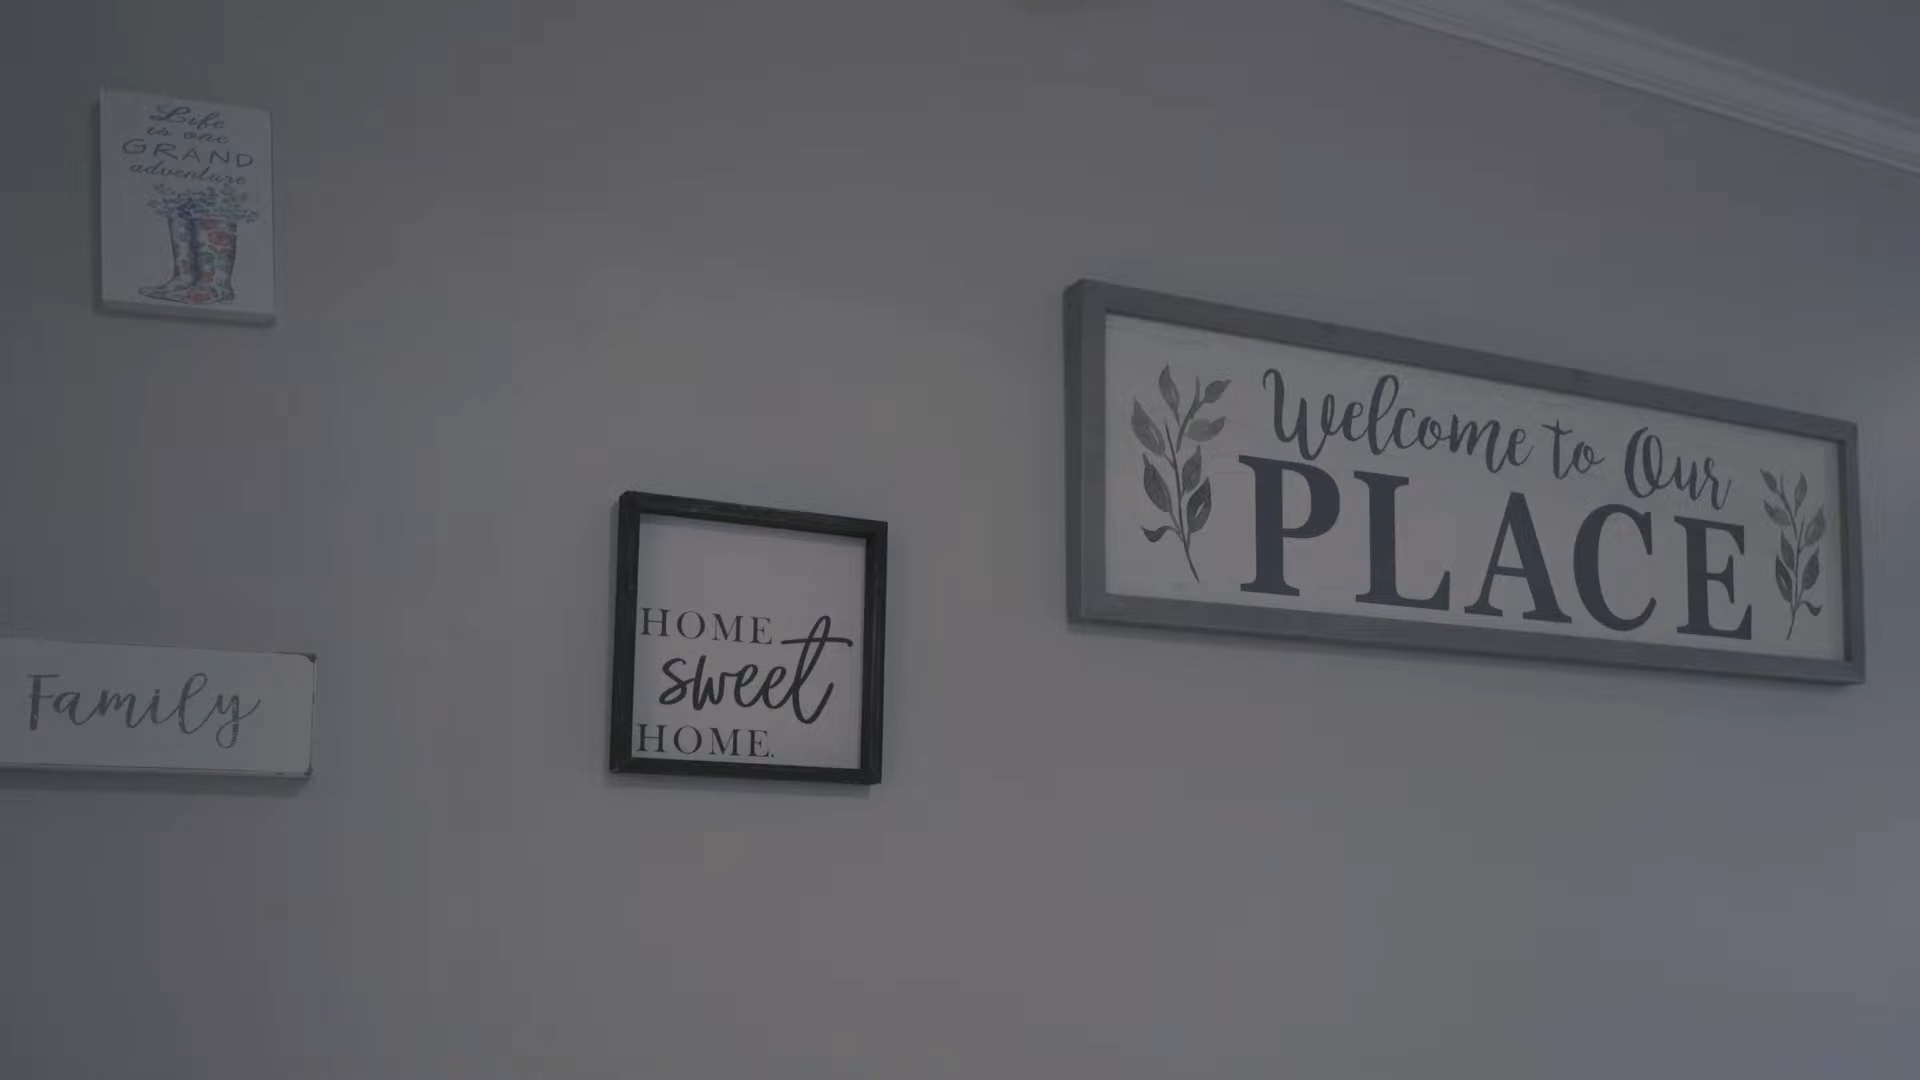 Life
is one
GRAND
adventure
Family
HOME
sweet
HOME.
Welcome to Our
PLACE